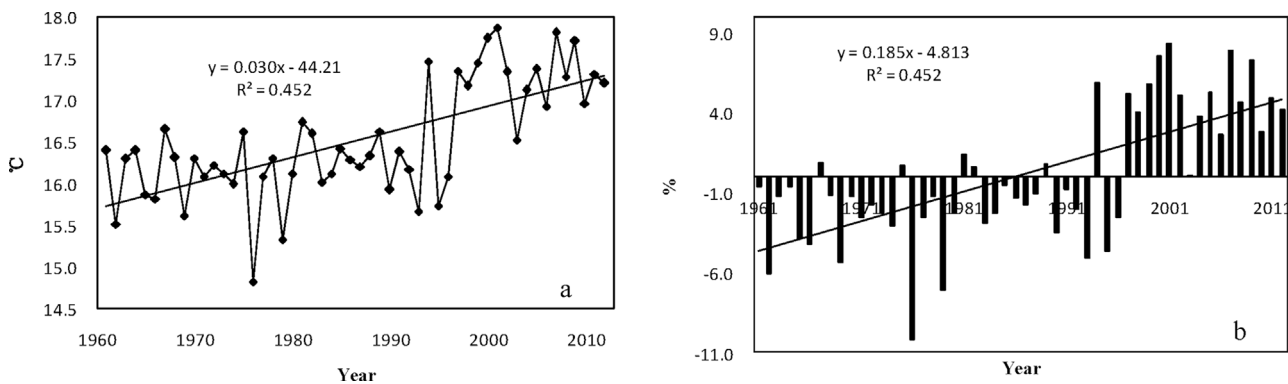 18.0
17.5
17.0
16.5
16.0
15.5
15.0
14.5
℃
y = 0.030x - 44.21
R² = 0.452
a
1960 1970 1980 1990 2000 2010
Year
9.0
4.0
-1.0
-6.0
-11.0
%
y = 0.185x - 4.813
R² = 0.452
1961 1971 1981 1991 2001 2011
b
Year